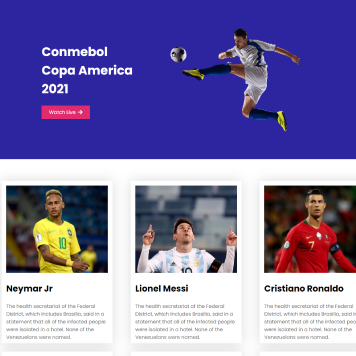 Conmebol
Copa America
2021
Watch Live →
10
7
Neymar Jr
Lionel Messi
Cristiano Ronaldo
The health secretariat of the Federal
District, which includes Brasilia, said in a
statement that all of the infected people
were isolated in a hotel. None of the
Venezuelans were named.
The health secretariat of the Federal
District, which includes Brasilia, said in a
statement that all of the infected people
were isolated in a hotel. None of the
Venezuelans were named.
The health secretariat of the Federal
District, which includes Brasilia, said in a
statement that all of the infected people
were isolated in a hotel. None of the
Venezuelans were named.